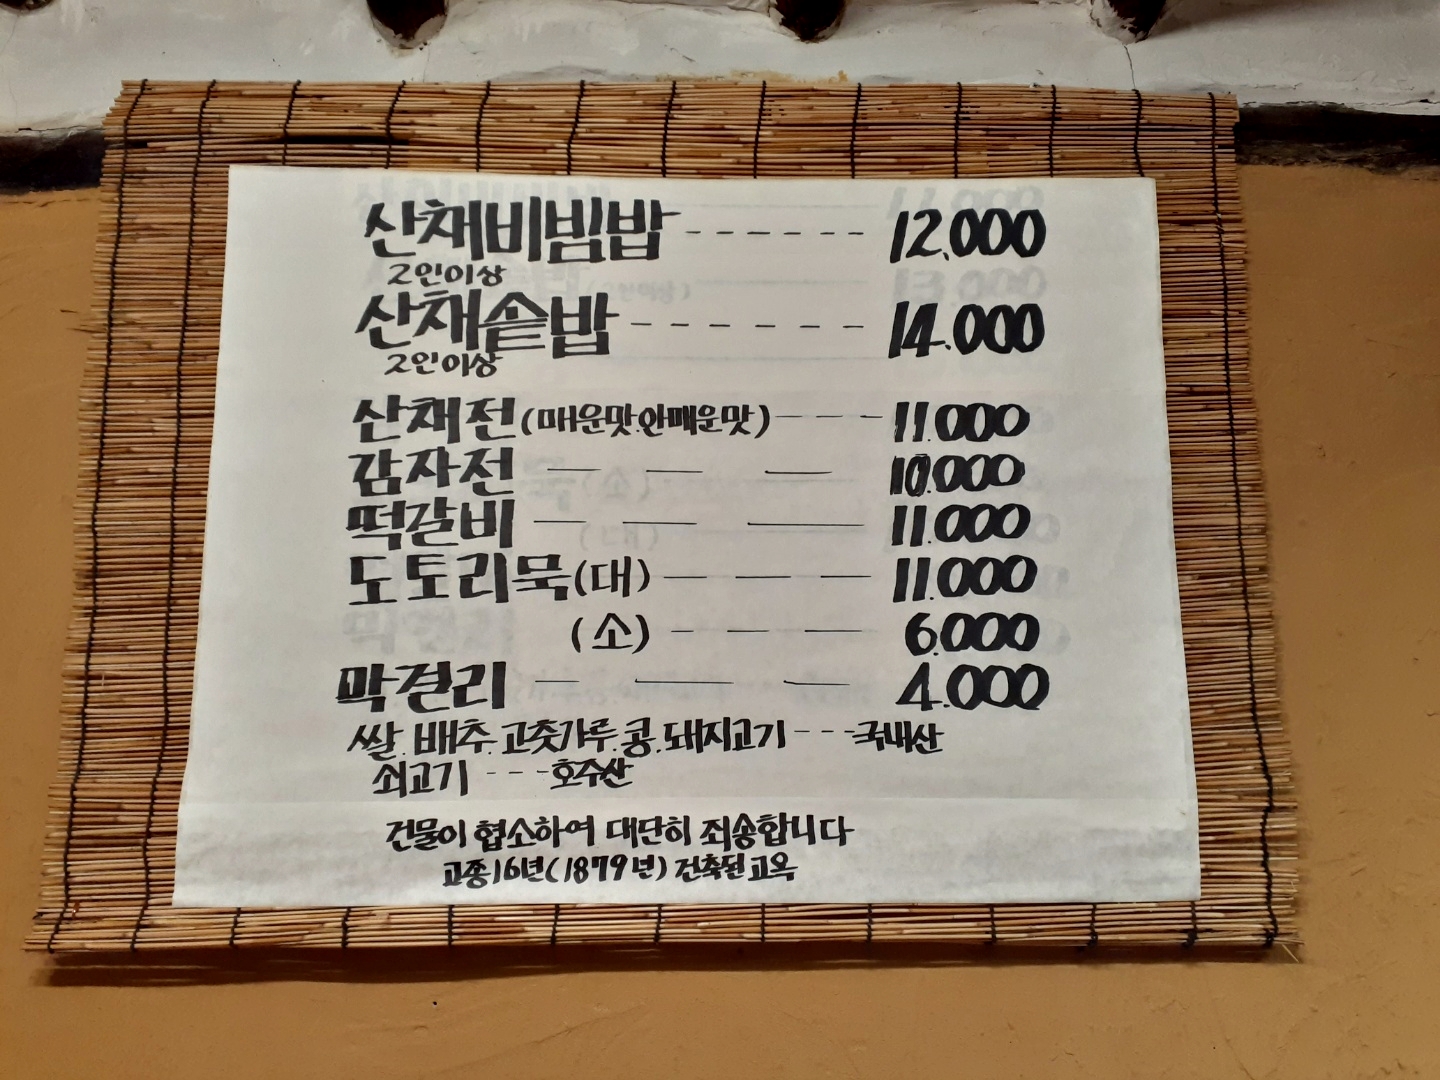 산채비빔밥 ------ 12,000
2인이상
산채솥밥 ------ 14.000
2인이상
산채전(매운맛.안매운맛) --- 11.000
감자전 --- 10.000
떡갈비 --- 11.000
도토리묵(대) --- 11.000
(소) --- 6.000
막걸리 --- 4.000
쌀. 배추. 고춧가루. 콩. 돼지고기 --- 국내산
쇠고기 --- 호주산
건물이 협소하여 대단히 죄송합니다
고종16년(1879년) 건축된 고옥